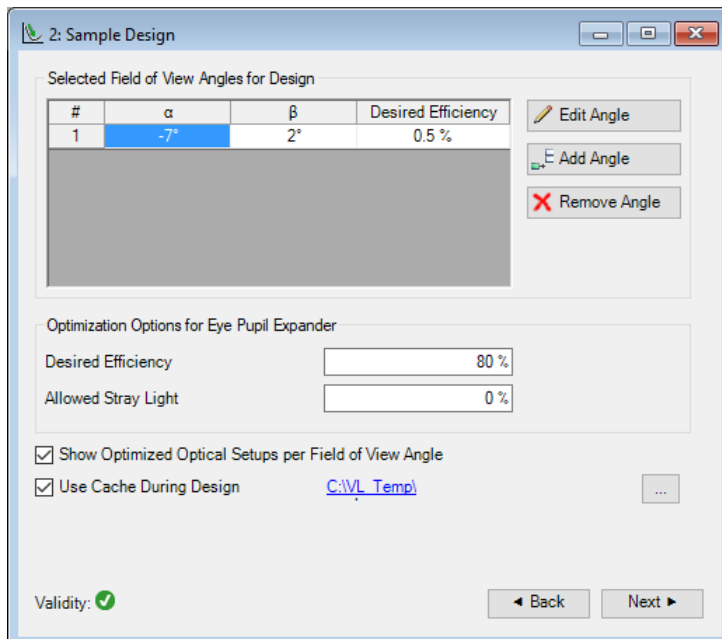 2: Sample Design
Selected Field of View Angles for Design
# α β Desired Efficiency
1 -7° 2° 0.5 %
Edit Angle
Add Angle
Remove Angle
Optimization Options for Eye Pupil Expander
Desired Efficiency 80 %
Allowed Stray Light 0 %
Show Optimized Optical Setups per Field of View Angle
Use Cache During Design C:\VL_Temp\ ...
Validity: Back Next